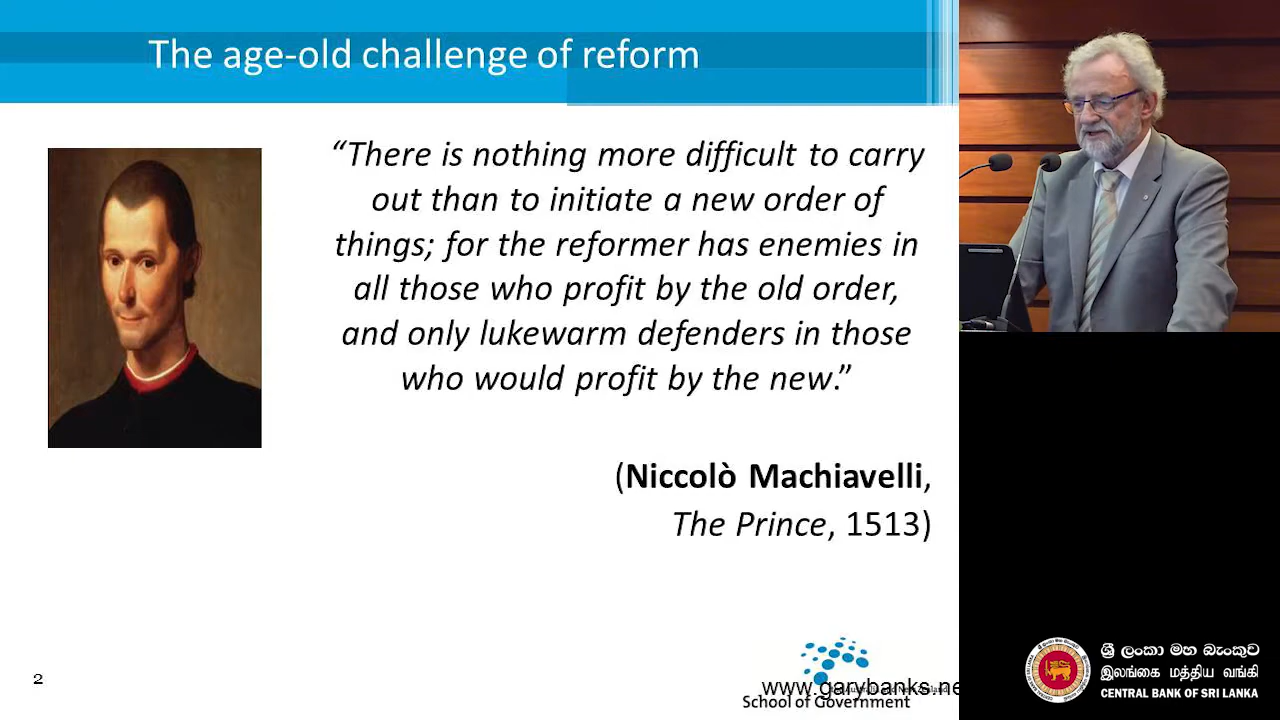 The age-old challenge of reform
“There is nothing more difficult to carry
out than to initiate a new order of
things; for the reformer has enemies in
all those who profit by the old order,
and only lukewarm defenders in those
who would profit by the new.”
(Niccolò Machiavelli,
The Prince, 1513)
2
www.garybanks.ne
School of Government
ශ්‍රී ලංකා මහ බැංකුව
இலங்கை மத்திய வங்கி
CENTRAL BANK OF SRI LANKA